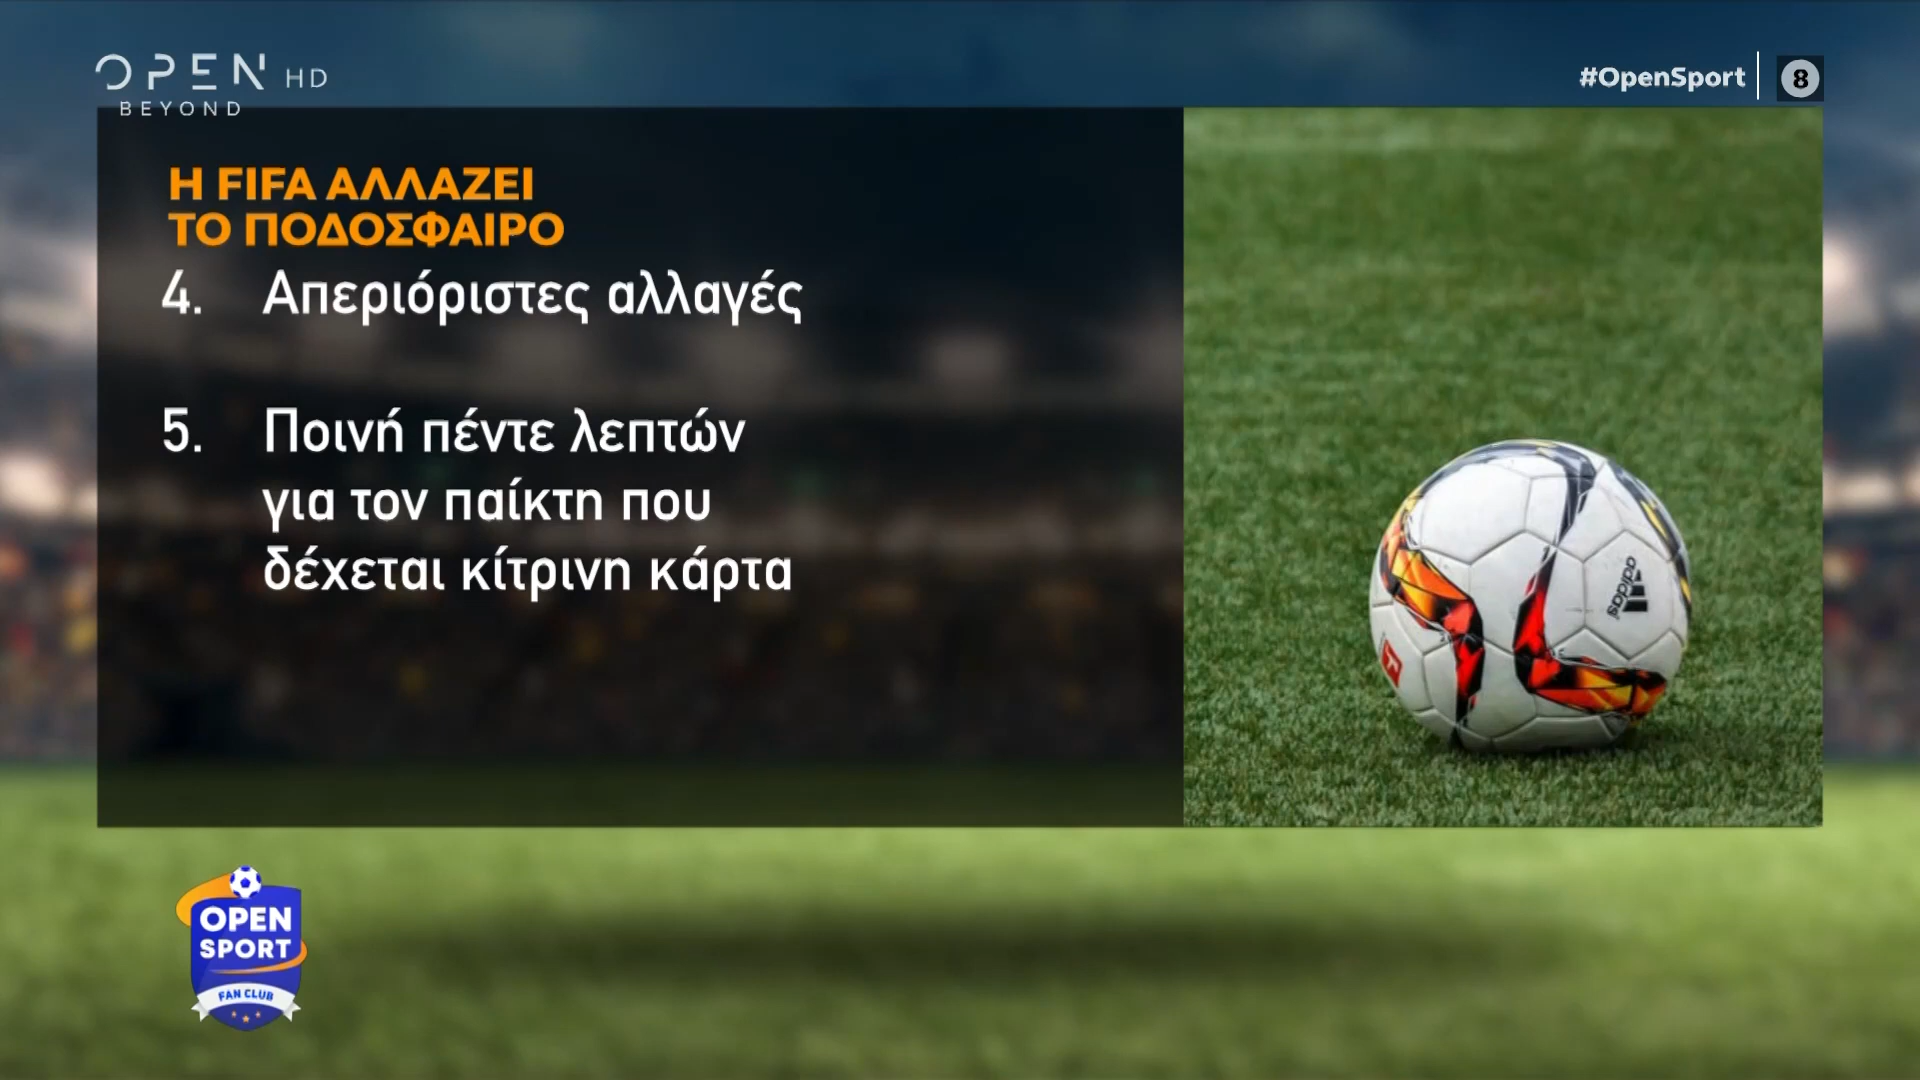 OPEN HD
BEYOND
#OpenSport
8
Η FIFA ΑΛΛΑΖΕΙ
ΤΟ ΠΟΔΟΣΦΑΙΡΟ
4. Απεριόριστες αλλαγές
5. Ποινή πέντε λεπτών
για τον παίκτη που
δέχεται κίτρινη κάρτα
adidas
OPEN
SPORT
FAN CLUB